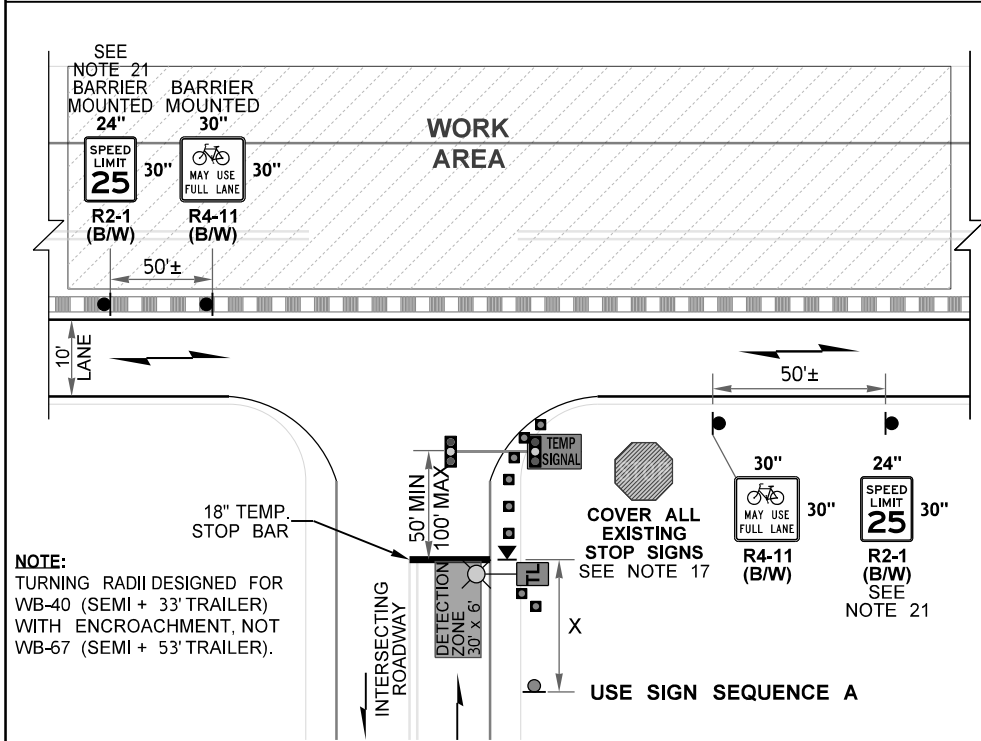 SEE
NOTE 21
BARRIER
MOUNTED
24"
SPEED
LIMIT
25
30"
R2-1
(B/W)
BARRIER
MOUNTED
30"
MAY USE
FULL LANE
30"
R4-11
(B/W)
WORK
AREA
50'±
10'
LANE
50'±
50' MIN
100' MAX
TEMP
SIGNAL
STOP
COVER ALL
EXISTING
STOP SIGNS
SEE NOTE 17
30"
MAY USE
FULL LANE
30"
R4-11
(B/W)
24"
SPEED
LIMIT
25
30"
R2-1
(B/W)
SEE
NOTE 21
18" TEMP.
STOP BAR
NOTE:
TURNING RADII DESIGNED FOR
WB-40 (SEMI + 33' TRAILER)
WITH ENCROACHMENT, NOT
WB-67 (SEMI + 53' TRAILER).
INTERSECTING
ROADWAY
DETECTION
ZONE
30' x 6'
TL
X
USE SIGN SEQUENCE A